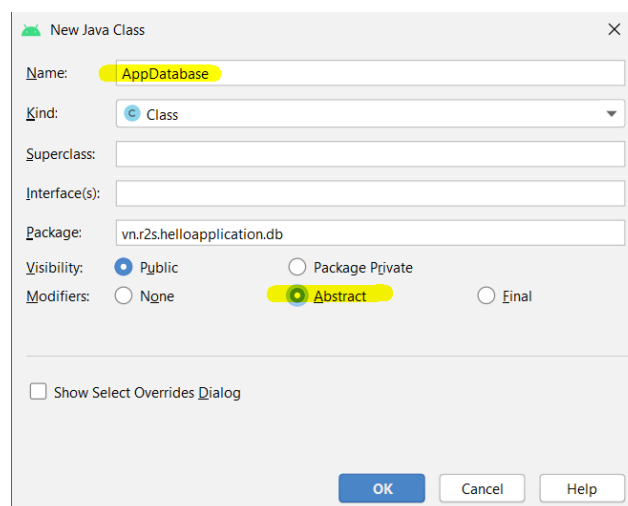 New Java Class
Name: AppDatabase
Kind: C Class
Superclass:
Interface(s):
Package: vn.r2s.helloapplication.db
Visibility: Public Package Private
Modifiers: None Abstract Final
Show Select Overrides Dialog
OK Cancel Help